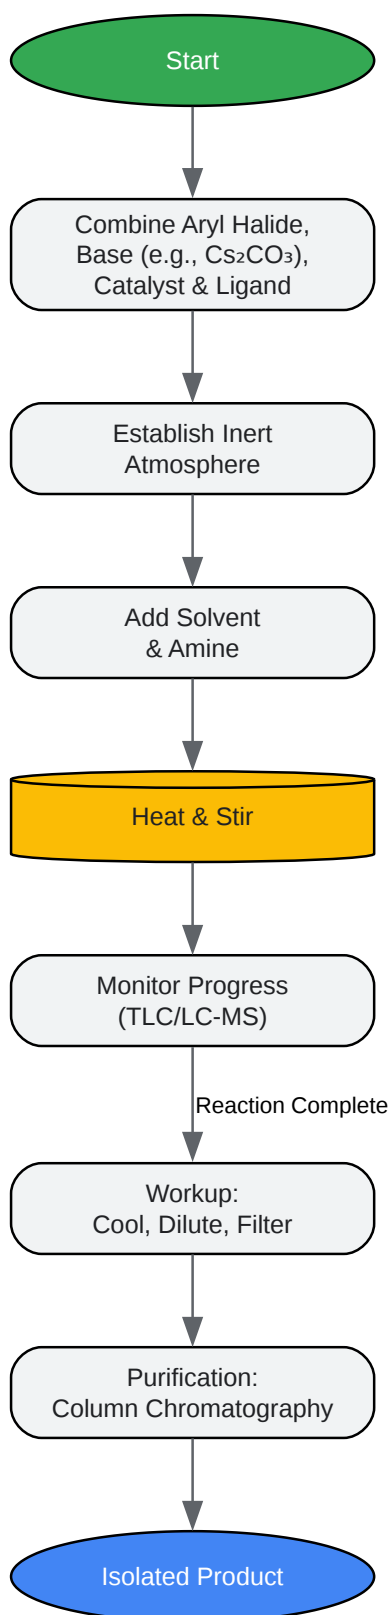 Start
Combine Aryl Halide,
Base (e.g., Cs₂CO₃),
Catalyst & Ligand
Establish Inert
Atmosphere
Add Solvent
& Amine
Heat & Stir
Monitor Progress
(TLC/LC-MS)
Reaction Complete
Workup:
Cool, Dilute, Filter
Purification:
Column Chromatography
Isolated Product